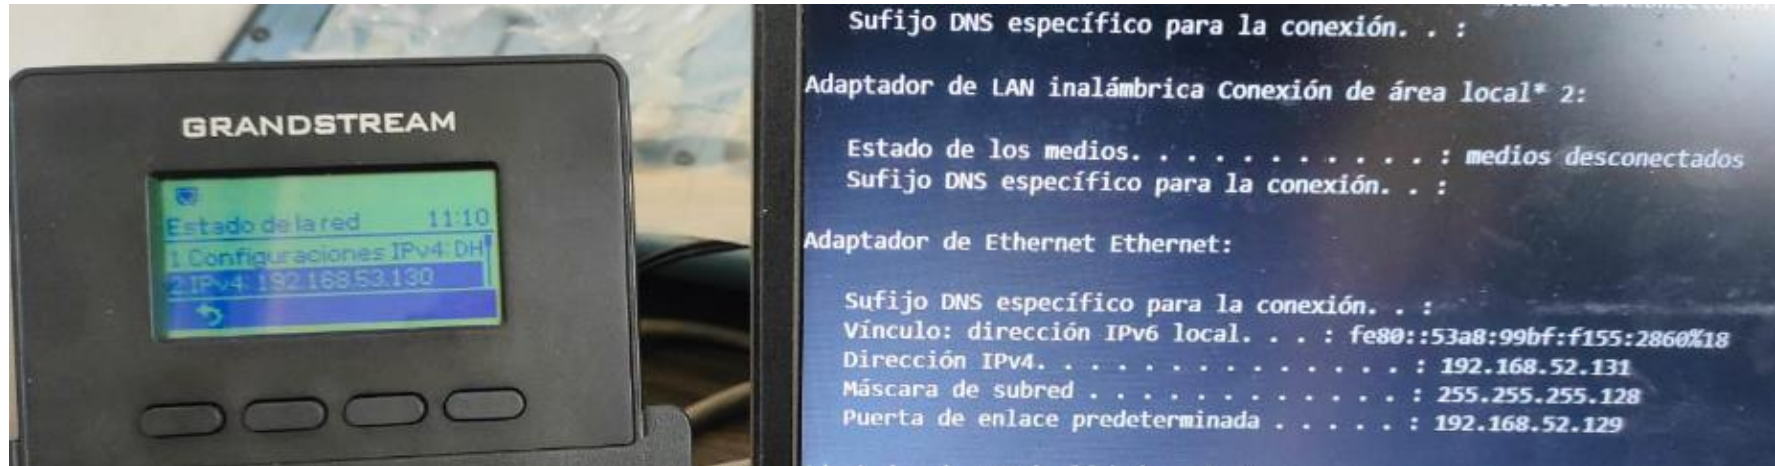 GRANDSTREAM
Estado de la red 11:10
1 Configuraciones IPv4: DH
2 IPv4: 192.168.53.130
Sufijo DNS específico para la conexión. . :
Adaptador de LAN inalámbrica Conexión de área local* 2:
Estado de los medios. . . . . . . . . . . : medios desconectados
Sufijo DNS específico para la conexión. . :
Adaptador de Ethernet Ethernet:
Sufijo DNS específico para la conexión. . :
Vínculo: dirección IPv6 local. . . : fe80::53a8:99bf:f155:2860%18
Dirección IPv4. . . . . . . . . . . . . . : 192.168.52.131
Máscara de subred . . . . . . . . . . . . : 255.255.255.128
Puerta de enlace predeterminada . . . . . : 192.168.52.129